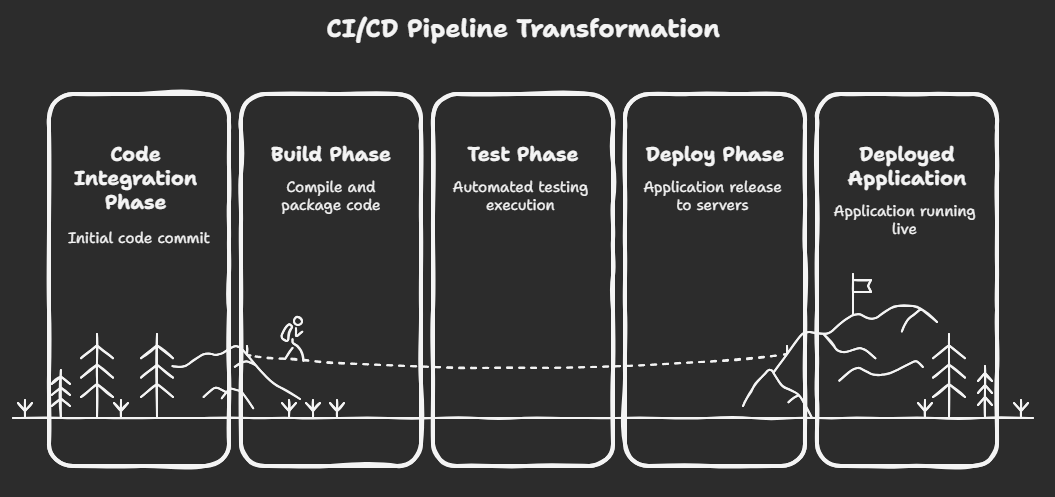 CI/CD Pipeline Transformation
Code
Integration
Phase
Initial code commit
Build Phase
Compile and
package code
Test Phase
Automated testing
execution
Deploy Phase
Application release
to servers
Deployed
Application
Application running
live